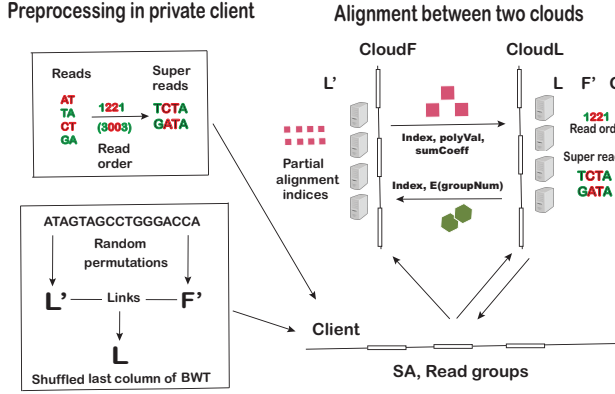 Preprocessing in private client
Alignment between two clouds
Reads
AT
TA
CT
GA
1221
(3003)
Read
order
Super
reads
TCTA
GATA
ATAGTAGCCTGGGACCA
Random
permutations
L’
Links
F’
L
Shuffled last column of BWT
CloudF
CloudL
L’
Partial
alignment
indices
Index, polyVal,
sumCoeff
Index, E(groupNum)
L F’
1221
Read
Super
TCTA
GATA
Client
SA, Read groups